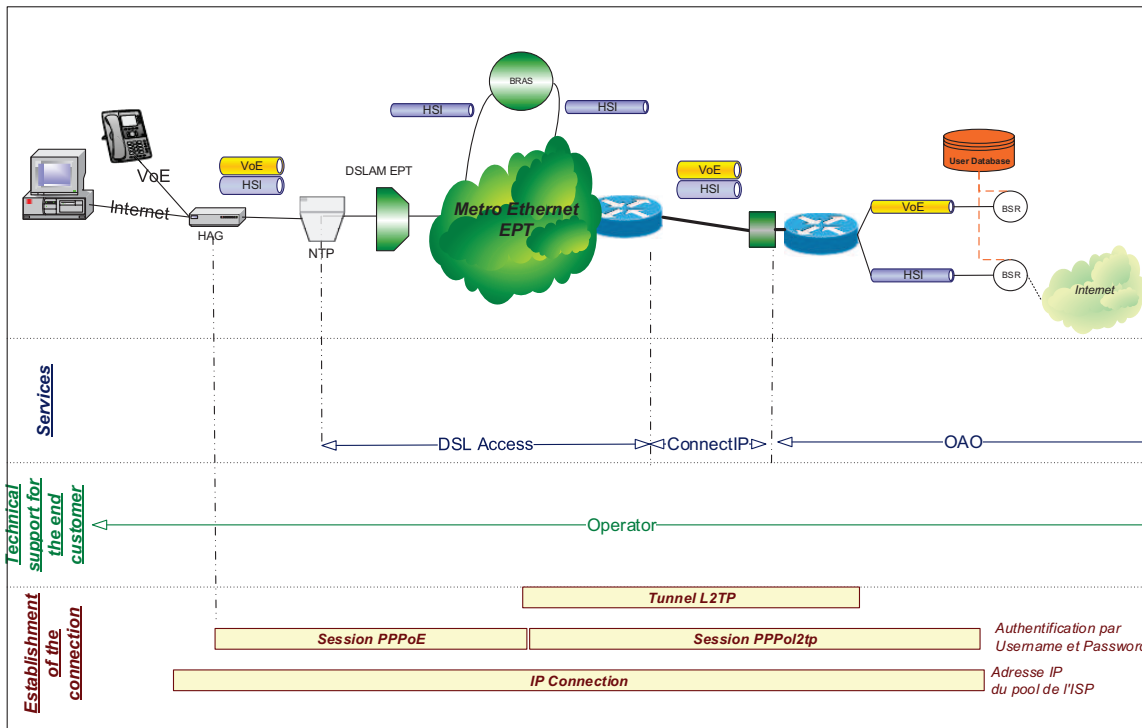 BRAS
HSI
HSI
VoE
HSI
DSLAM EPT
VoE
Internet
HAG
NTP
Metro Ethernet
EPT
VoE
HSI
User Database
VoE
BSR
HSI
BSR
Internet
Services
DSL Access
ConnectIP
OAO
Technical
support for
the end
customer
Operator
Establishment
of the
connection
Tunnel L2TP
Session PPPoE
Session PPPol2tp
Authentification par
Username et Password
IP Connection
Adresse IP
du pool de l'ISP